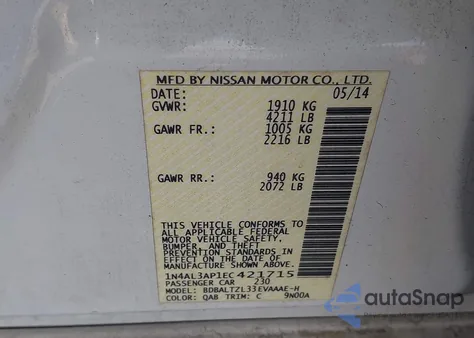 MFD BY NISSAN MOTOR CO., LTD.
DATE: 05/14
GVWR: 1910 KG
4211 LB
GAWR FR.: 1005 KG
2216 LB
GAWR RR.: 940 KG
2072 LB
THIS VEHICLE CONFORMS TO
ALL APPLICABLE FEDERAL
MOTOR VEHICLE SAFETY,
BUMPER, AND THEFT
PREVENTION STANDARDS IN
EFFECT ON THE DATE OF
MANUFACTURE SHOWN ABOVE.
1N4AL3AP1EC421715
PASSENGER CAR 230
MODEL: BDBALTZL33EVAAAE-H
COLOR: QAB TRIM: C 9N00A
autoSnap